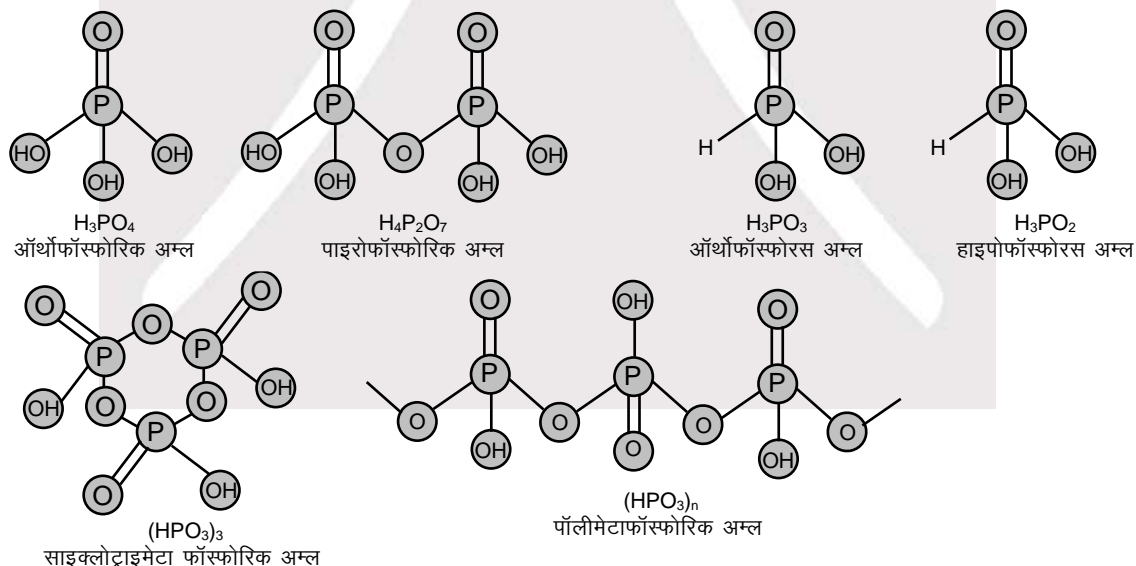 O O O O O
P P P P P
HO OH HO O OH H OH H OH
OH OH OH OH OH
H₃PO₄ H₄P₂O₇ H₃PO₃ H₃PO₂
ऑर्थोफॉस्फोरिक अम्ल पाइरोफॉस्फोरिक अम्ल ऑर्थोफॉस्फोरस अम्ल हाइपोफॉस्फोरस अम्ल
O O O
P P
OH O O OH
P
O OH
(HPO₃)₃
साइक्लोट्राइमेटा फॉस्फोरिक अम्ल
O OH O
P P P
O O O O
OH O OH
(HPO₃)ₙ
पॉलीमेटाफॉस्फोरिक अम्ल